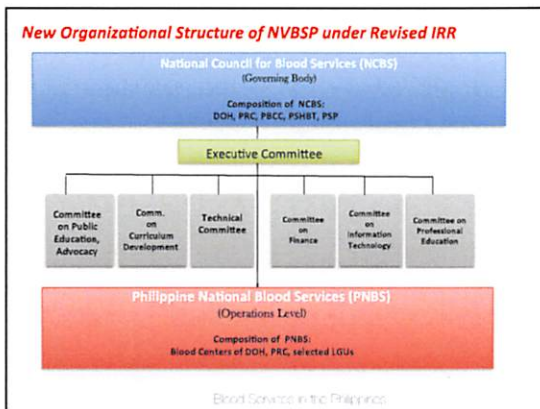 New Organizational Structure of NVBSP under Revised IRR
National Council for Blood Services (NCBS)
(Governing Body)
Composition of NCBS:
DOH, PRC, PBCC, PSHBT, PSP
Executive Committee
Committee
on Public
Education,
Advocacy
Comm.
on
Curriculum
Development
Technical
Committee
Committee
on
Finance
Committee
on
Information
Technology
Committee on
Professional
Education
Philippine National Blood Services (PNBS)
(Operations Level)
Composition of PNBS:
Blood Centers of DOH, PRC, selected LGUs
Blood Services in the Philippines